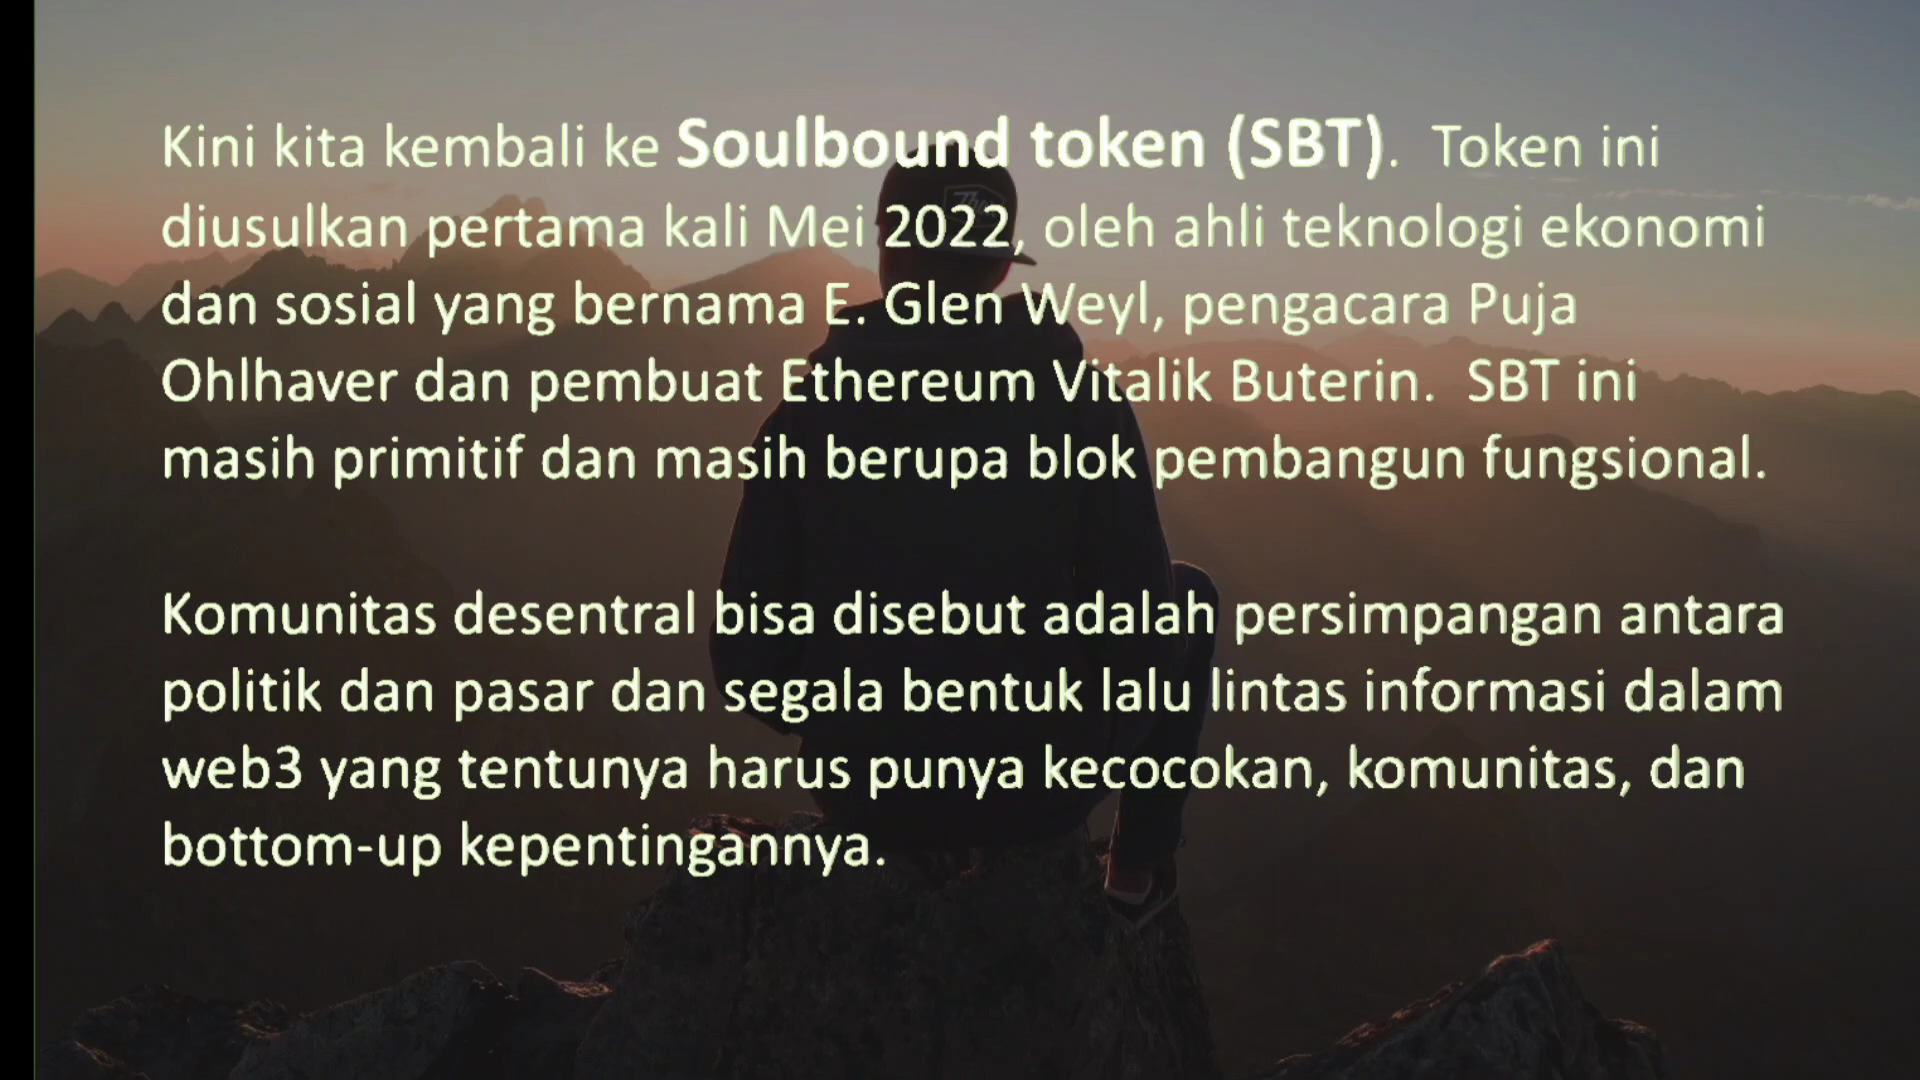 Kini kita kembali ke Soulbound token (SBT). Token ini
diusulkan pertama kali Mei 2022, oleh ahli teknologi ekonomi
dan sosial yang bernama E. Glen Weyl, pengacara Puja
Ohlhaver dan pembuat Ethereum Vitalik Buterin. SBT ini
masih primitif dan masih berupa blok pembangun fungsional.
Komunitas desentral bisa disebut adalah persimpangan antara
politik dan pasar dan segala bentuk lalu lintas informasi dalam
web3 yang tentunya harus punya kecocokan, komunitas, dan
bottom-up kepentingannya.